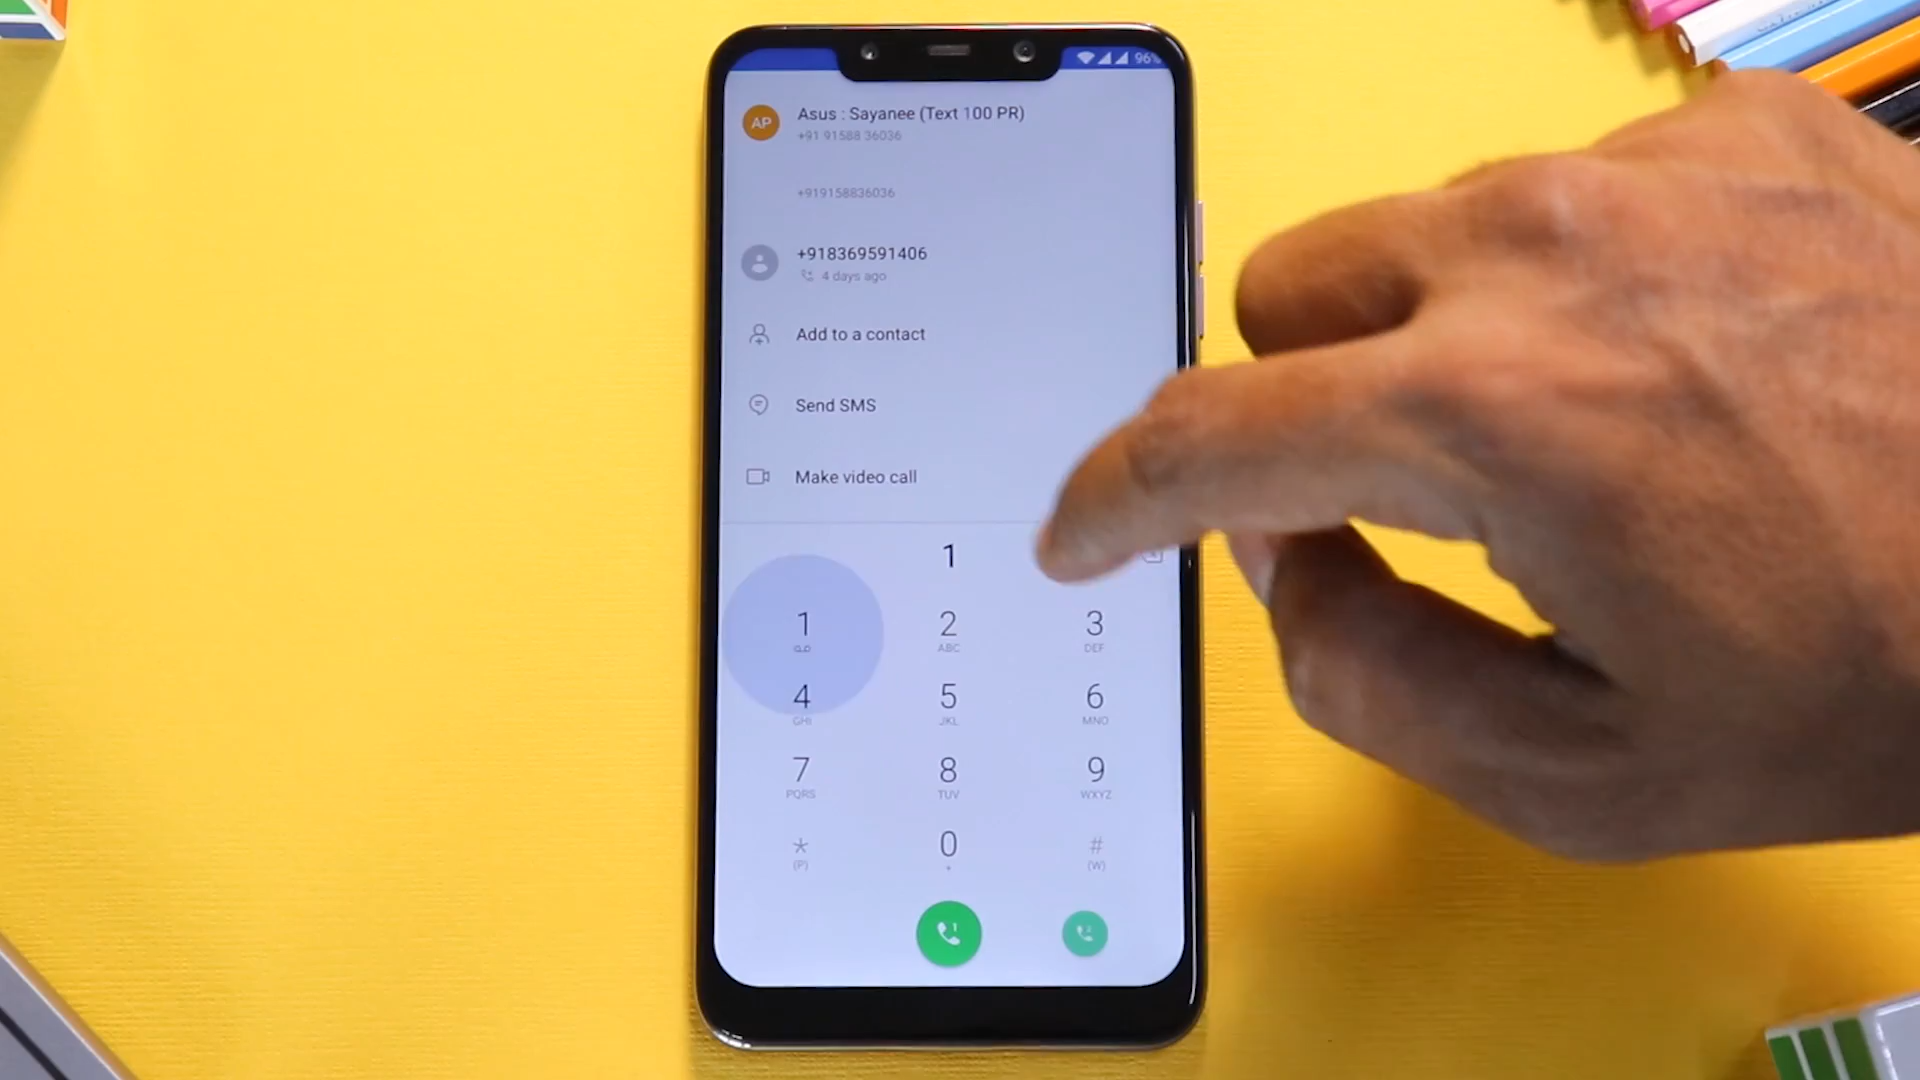 96%
AP
Asus : Sayanee (Text 100 PR)
+91 91588 36036
+919158836036
+918369591406
4 days ago
Add to a contact
Send SMS
Make video call
1
1 2 3
ABC DEF
4 5 6
GHI JKL MNO
7 8 9
PQRS TUV WXYZ
* 0 #
(P) + (W)
1
2